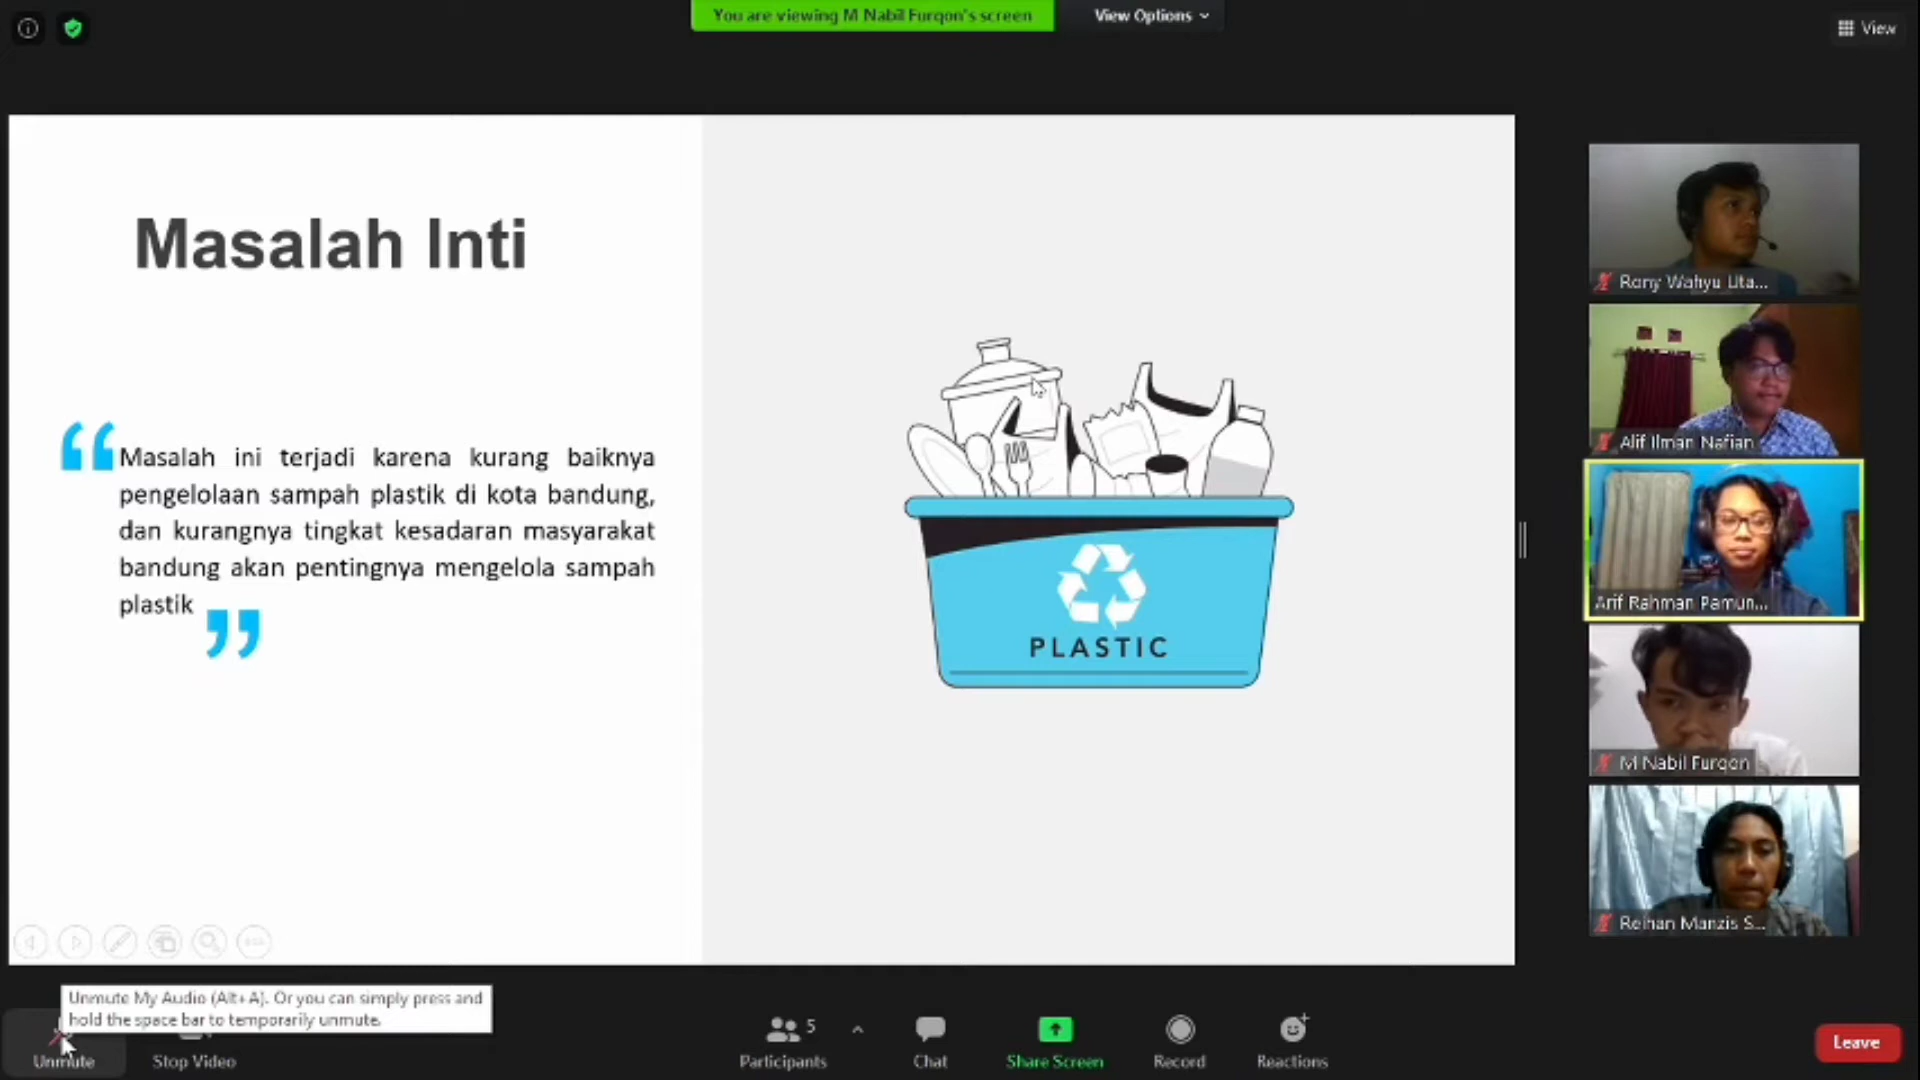 You are viewing M Nabil Furqon's screen
View Options
View
Masalah Inti
“Masalah ini terjadi karena kurang baiknya
pengelolaan sampah plastik di kota bandung,
dan kurangnya tingkat kesadaran masyarakat
bandung akan pentingnya mengelola sampah
plastik”
PLASTIC
Rony Wahyu Uta...
Alif Ilman Nafian
Arif Rahman Pamun...
M Nabil Furqon
Reihan Manzis S...
Unmute My Audio (Alt+A). Or you can simply press and
hold the space bar to temporarily unmute.
Unmute
Stop Video
5
Participants
Chat
Share Screen
Record
Reactions
Leave